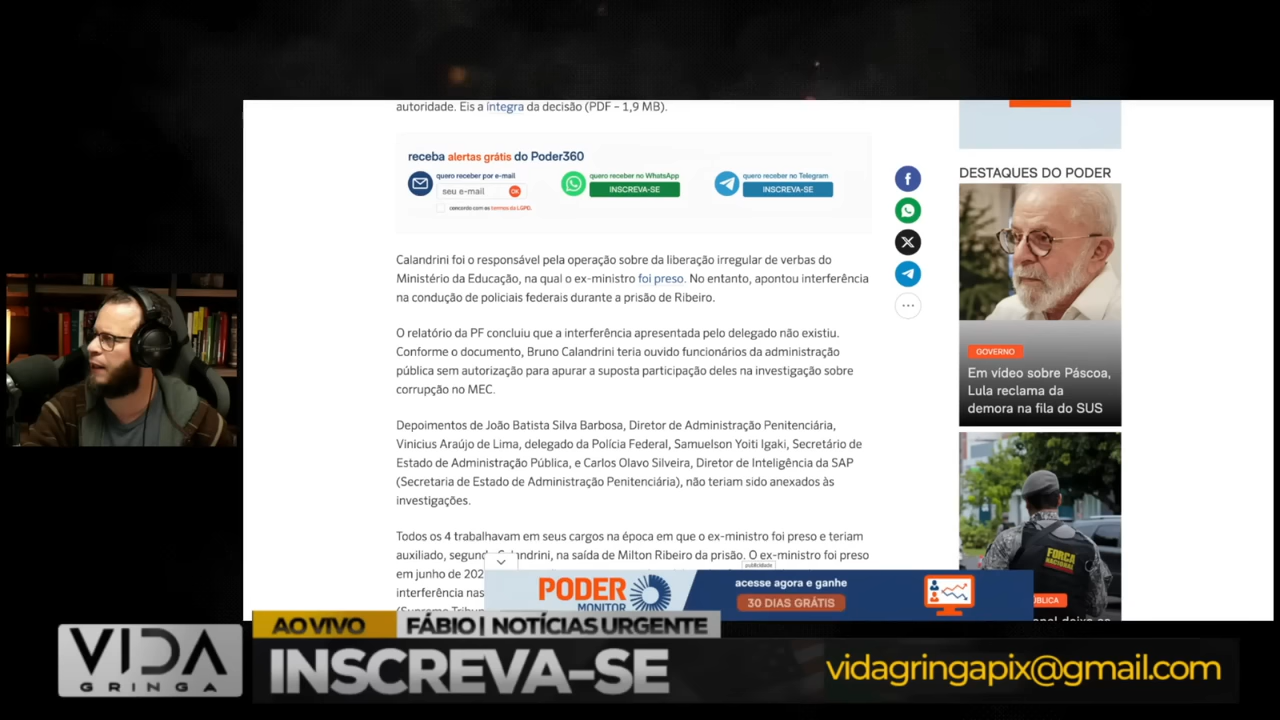 autoridade. Eis a íntegra da decisão (PDF – 1,9 MB).
receba alertas grátis do Poder360
quero receber por e-mail
seu e-mail
OK
concordo com os termos da LGPD.
quero receber no WhatsApp
INSCREVA-SE
quero receber no Telegram
INSCREVA-SE
Calandrini foi o responsável pela operação sobre da liberação irregular de verbas do
Ministério da Educação, na qual o ex-ministro foi preso. No entanto, apontou interferência
na condução de policiais federais durante a prisão de Ribeiro.
O relatório da PF concluiu que a interferência apresentada pelo delegado não existiu.
Conforme o documento, Bruno Calandrini teria ouvido funcionários da administração
pública sem autorização para apurar a suposta participação deles na investigação sobre
corrupção no MEC.
Depoimentos de João Batista Silva Barbosa, Diretor de Administração Penitenciária,
Vinicius Araújo de Lima, delegado da Polícia Federal, Samuelson Yoiti Igaki, Secretário de
Estado de Administração Pública, e Carlos Olavo Silveira, Diretor de Inteligência da SAP
(Secretaria de Estado de Administração Penitenciária), não teriam sido anexados às
investigações.
Todos os 4 trabalhavam em seus cargos na época em que o ex-ministro foi preso e teriam
auxiliado, segundo Calandrini, na saída de Milton Ribeiro da prisão. O ex-ministro foi preso
em junho de 202
interferência nas
DESTAQUES DO PODER
GOVERNO
Em vídeo sobre Páscoa,
Lula reclama da
demora na fila do SUS
FORÇA
NACIONAL
publicidade
PODER
MONITOR
acesse agora e ganhe
30 DIAS GRÁTIS
VIDA
GRINGA
AO VIVO
FÁBIO | NOTÍCIAS URGENTE
INSCREVA-SE
vidagringapix@gmail.com